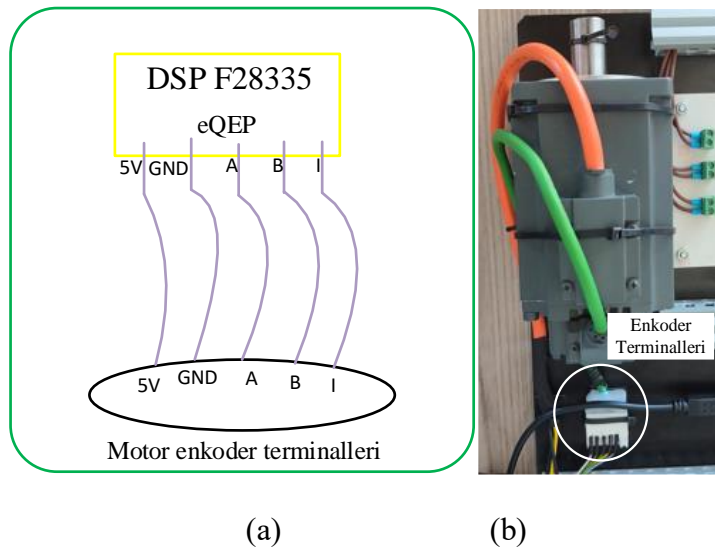 DSP F28335
eQEP
5V GND A B I
5V GND A B I
Motor enkoder terminalleri
Enkoder
Terminalleri
(a) (b)